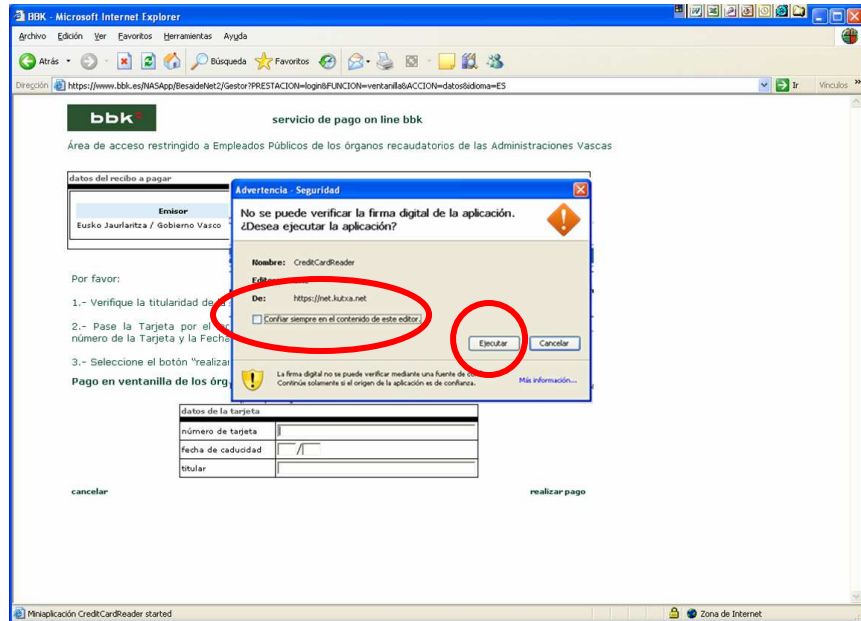 BBK - Microsoft Internet Explorer
Archivo Edición Ver Favoritos Herramientas Ayuda
Atrás Búsqueda Favoritos
Dirección https://www.bbk.es/NASApp/BesaideNet2/Gestor?PRESTACION=login&FUNCION=ventanilla&ACCION=datos&idioma=ES Ir Vínculos »
bbk servicio de pago on line bbk
Área de acceso restringido a Empleados Públicos de los órganos recaudatorios de las Administraciones Vascas
datos del recibo a pagar
Emisor
Eusko Jaurlaritza / Gobierno Vasco
Advertencia - Seguridad
No se puede verificar la firma digital de la aplicación.
¿Desea ejecutar la aplicación?
Nombre: CreditCardReader
De: https://net.kutxa.net
Confiar siempre en el contenido de este editor.
Ejecutar Cancelar
La firma digital no se puede verificar mediante una fuente de
Continúe solamente si el origen de la aplicación es de confianza.
Más información...
Por favor:
1.- Verifique la titularidad de la
2.- Pase la Tarjeta por el
número de la Tarjeta y la Fecha
3.- Seleccione el botón "realiza
Pago en ventanilla de los órg
datos de la tarjeta
número de tarjeta
fecha de caducidad /
titular
cancelar realizar pago
Miniaplicación CreditCardReader started Zona de Internet